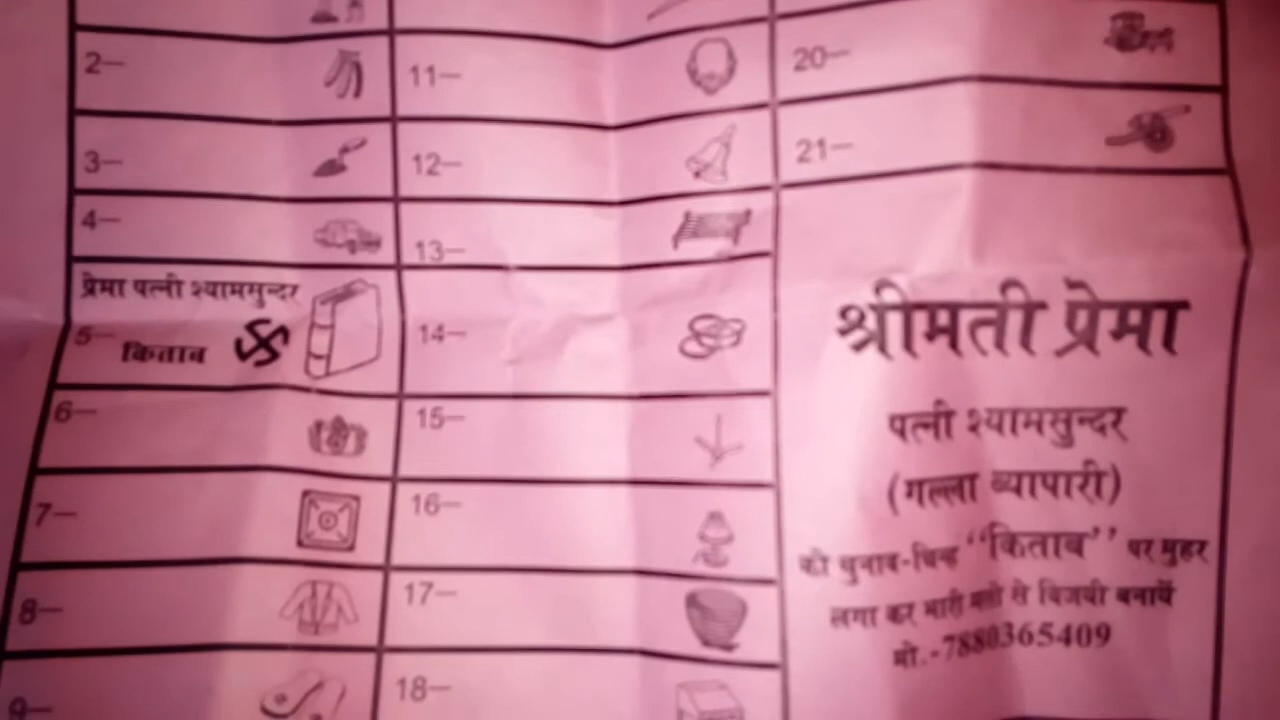 2—
3—
4—
प्रेमा पत्नी श्यामसुन्दर
5— किताब
6—
7—
8—
9—
11—
12—
13—
14—
15—
16—
17—
18—
20—
21—
श्रीमती प्रेमा
पत्नी श्यामसुन्दर
(गल्ला व्यापारी)
को चुनाव-चिन्ह “किताब” पर मुहर
लगा कर भारी मतो से विजयी बनायें
मो.-7880365409